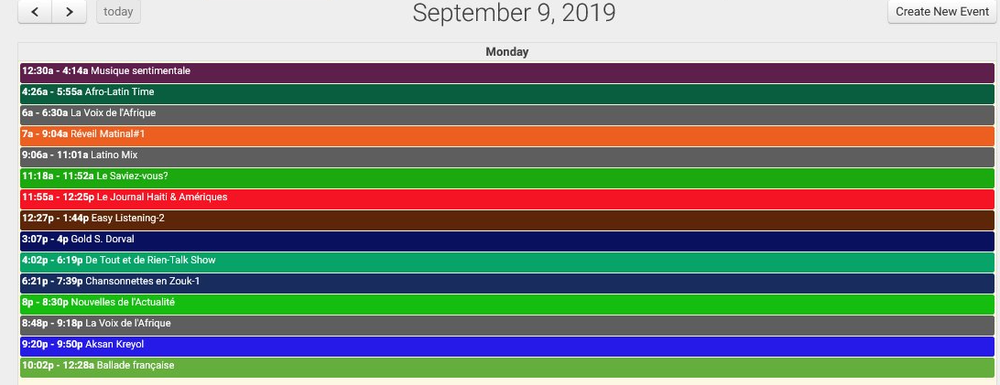 today
September 9, 2019
Create New Event
Monday
12:30a - 4:14a Musique sentimentale
4:26a - 5:55a Afro-Latin Time
6a - 6:30a La Voix de l'Afrique
7a - 9:04a Réveil Matinal#1
9:06a - 11:01a Latino Mix
11:18a - 11:52a Le Saviez-vous?
11:55a - 12:25p Le Journal Haiti & Amériques
12:27p - 1:44p Easy Listening-2
3:07p - 4p Gold S. Dorval
4:02p - 6:19p De Tout et de Rien-Talk Show
6:21p - 7:39p Chansonnettes en Zouk-1
8p - 8:30p Nouvelles de l'Actualité
8:48p - 9:18p La Voix de l'Afrique
9:20p - 9:50p Aksan Kreyol
10:02p - 12:28a Ballade française